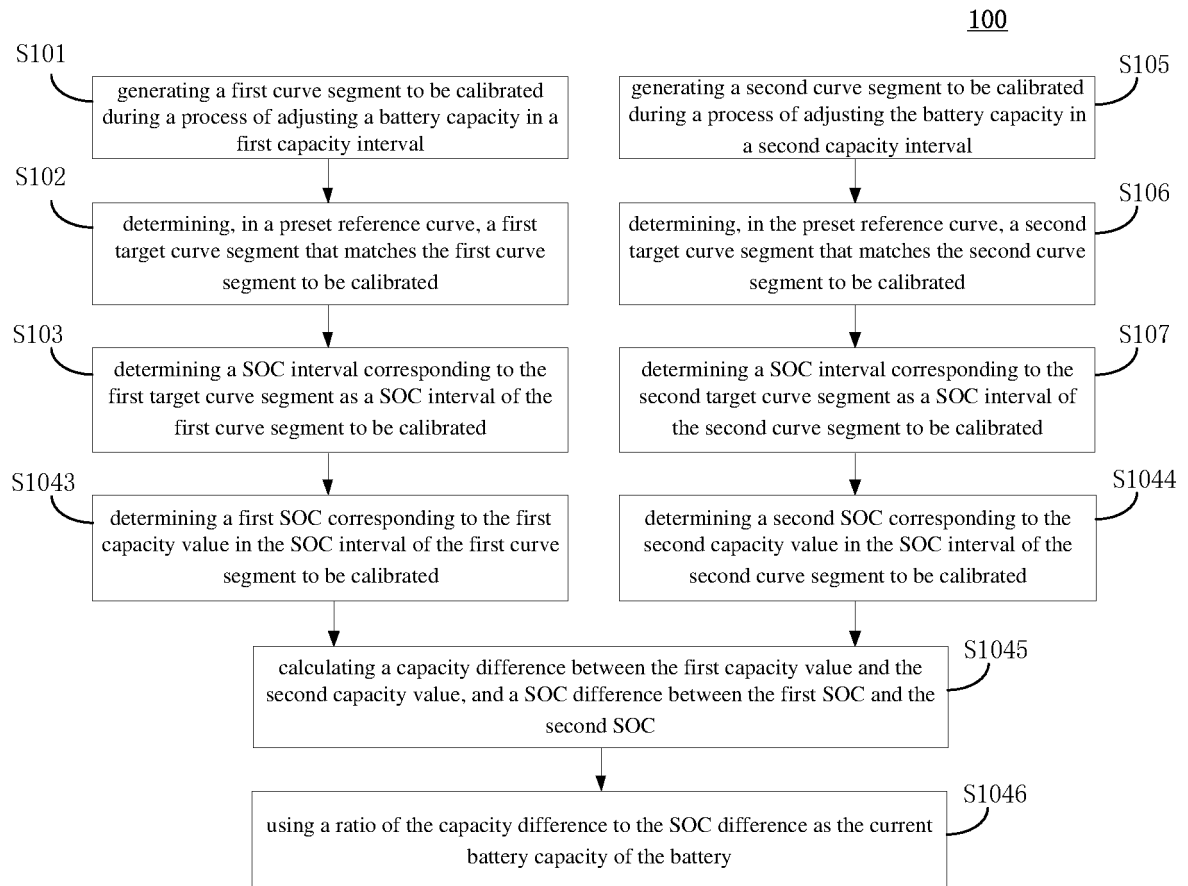 100
S101
generating a first curve segment to be calibrated
during a process of adjusting a battery capacity in a
first capacity interval
S105
generating a second curve segment to be calibrated
during a process of adjusting the battery capacity in
a second capacity interval
S102
determining, in a preset reference curve, a first
target curve segment that matches the first curve
segment to be calibrated
S106
determining, in the preset reference curve, a second
target curve segment that matches the second curve
segment to be calibrated
S103
determining a SOC interval corresponding to the
first target curve segment as a SOC interval of the
first curve segment to be calibrated
S107
determining a SOC interval corresponding to the
second target curve segment as a SOC interval of
the second curve segment to be calibrated
S1043
determining a first SOC corresponding to the first
capacity value in the SOC interval of the first curve
segment to be calibrated
S1044
determining a second SOC corresponding to the
second capacity value in the SOC interval of the
second curve segment to be calibrated
S1045
calculating a capacity difference between the first capacity value and the
second capacity value, and a SOC difference between the first SOC and the
second SOC
S1046
using a ratio of the capacity difference to the SOC difference as the current
battery capacity of the battery